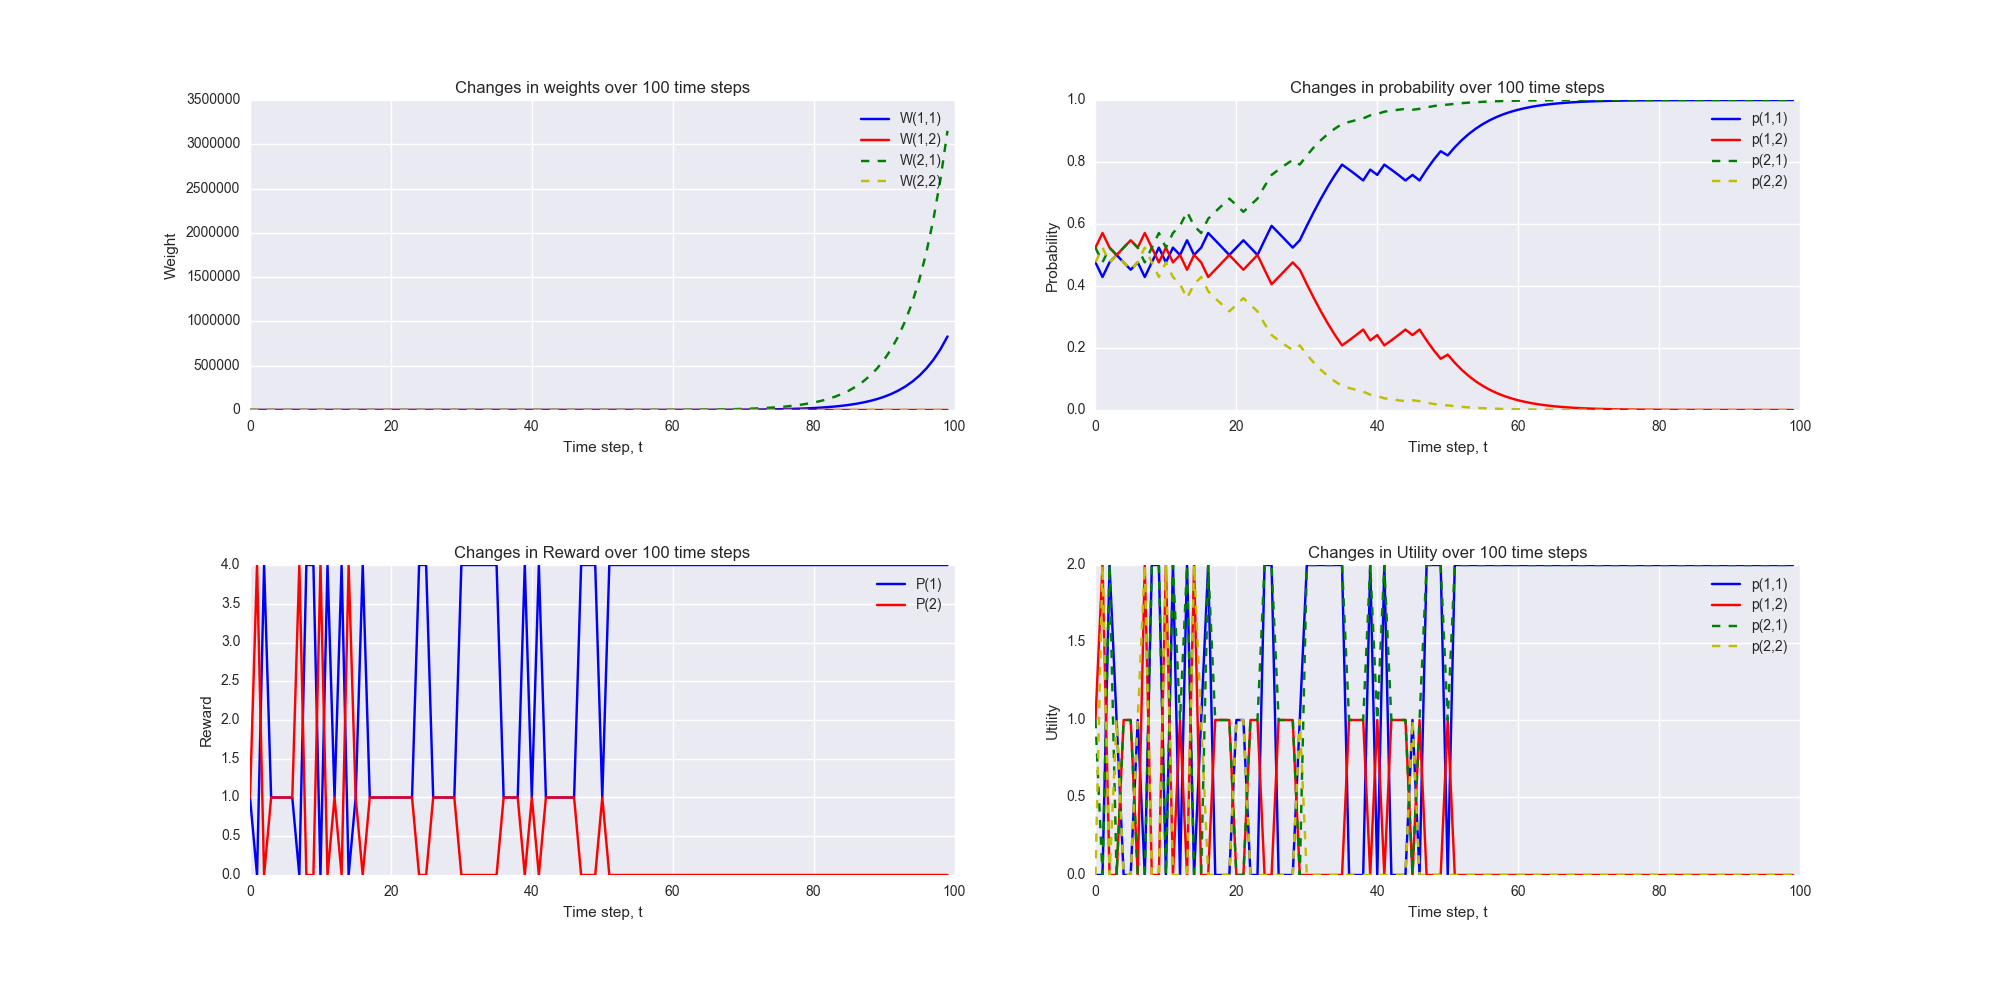 Changes in weights over 100 time steps
3500000
3000000
2500000
2000000
1500000
1000000
500000
0
Weight
W(1,1)
W(1,2)
W(2,1)
W(2,2)
0 20 40 60 80 100
Time step, t
Changes in probability over 100 time steps
1.0
0.8
0.6
0.4
0.2
0.0
Probability
p(1,1)
p(1,2)
p(2,1)
p(2,2)
0 20 40 60 80 100
Time step, t
Changes in Reward over 100 time steps
4.0
3.5
3.0
2.5
2.0
1.5
1.0
0.5
0.0
Reward
P(1)
P(2)
0 20 40 60 80 100
Time step, t
Changes in Utility over 100 time steps
2.0
1.5
1.0
0.5
0.0
Utility
p(1,1)
p(1,2)
p(2,1)
p(2,2)
0 20 40 60 80 100
Time step, t